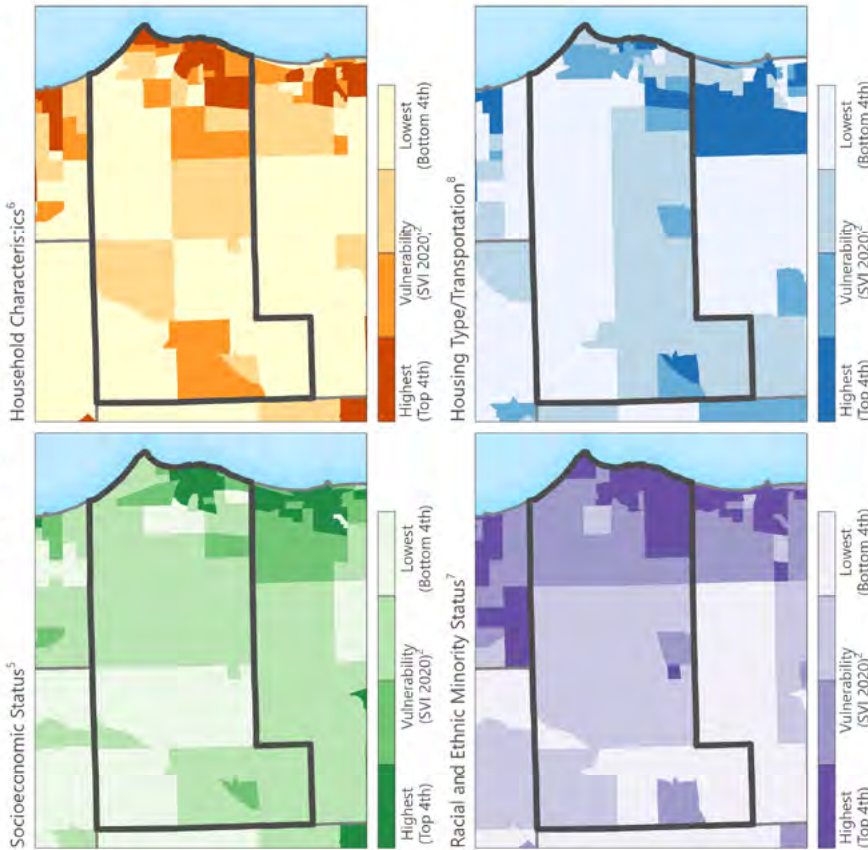 Socioeconomic Status⁵
Highest
(Top 4th)
Vulnerability
(SVI 2020)²
Lowest
(Bottom 4th)
Household Characteris:ics⁶
Highest
(Top 4th)
Vulnerability
(SVI 2020)²
Lowest
(Bottom 4th)
Racial and Ethnic Minority Status⁷
Highest
(Top 4th)
Vulnerability
(SVI 2020)²
Lowest
(Bottom 4th)
Housing Type/Transportation⁸
Highest
(Top 4th)
Vulnerability
(SVI 2020)²
Lowest
(Bottom 4th)